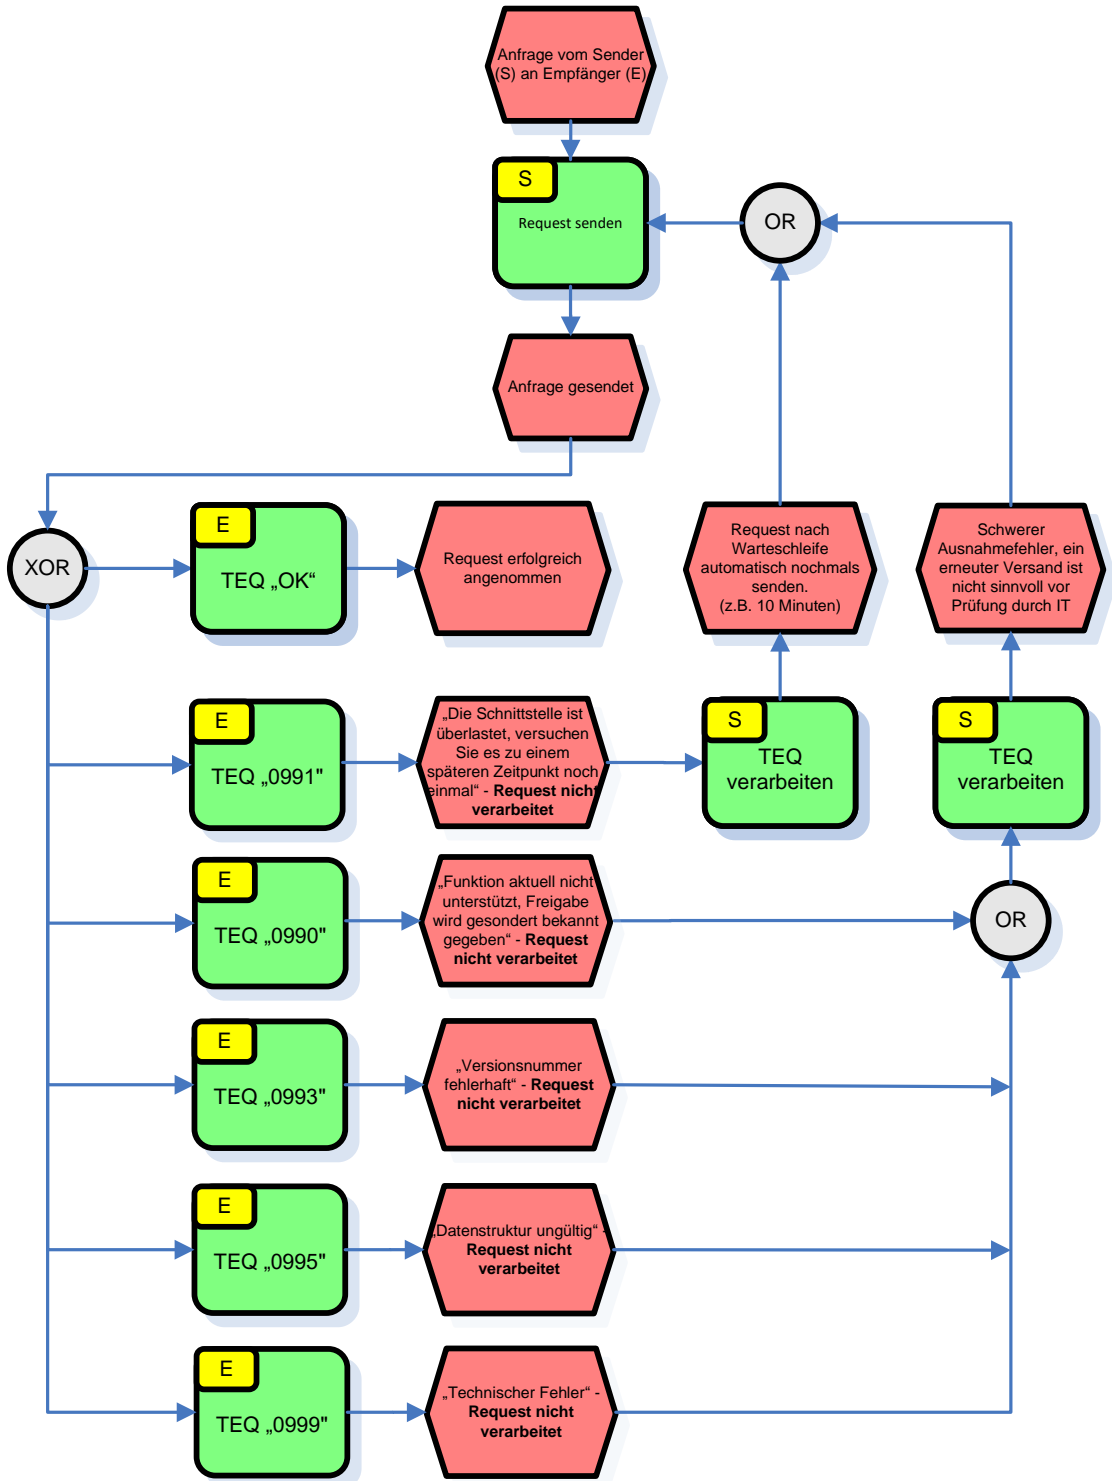 Anfrage vom Sender
(S) an Empfänger (E)
S
Request senden
OR
Anfrage gesendet
XOR
E
TEQ „OK“
Request erfolgreich
angenommen
Request nach
Warteschleife
automatisch nochmals
senden.
(z.B. 10 Minuten)
Schwerer
Ausnahmefehler, ein
erneuter Versand ist
nicht sinnvoll vor
Prüfung durch IT
E
TEQ „0991"
„Die Schnittstelle ist
überlastet, versuchen
Sie es zu einem
späteren Zeitpunkt noch
einmal“ - Request nicht
verarbeitet
S
TEQ
verarbeiten
S
TEQ
verarbeiten
E
TEQ „0990"
„Funktion aktuell nicht
unterstützt, Freigabe
wird gesondert bekannt
gegeben“ - Request
nicht verarbeitet
OR
E
TEQ „0993"
„Versionsnummer
fehlerhaft“ - Request
nicht verarbeitet
E
TEQ „0995"
„Datenstruktur ungültig“ -
Request nicht
verarbeitet
E
TEQ „0999"
„Technischer Fehler“ -
Request nicht
verarbeitet